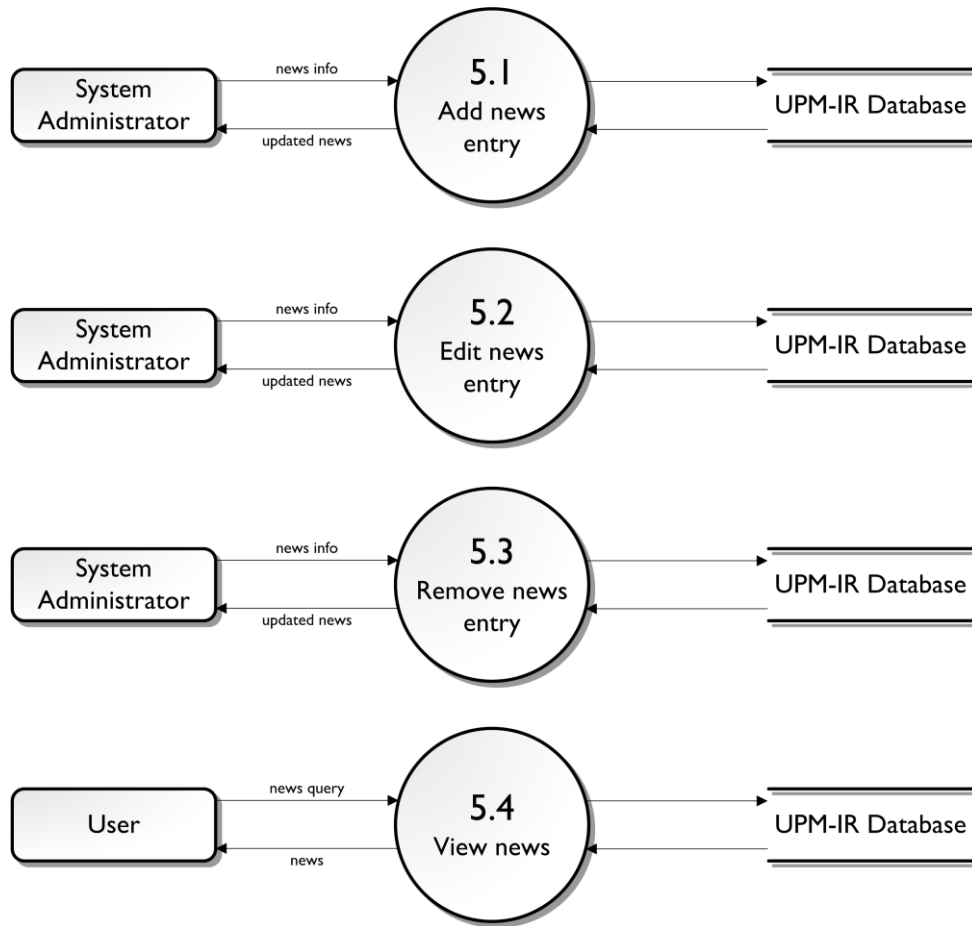 news info
5.1
System
Administrator
Add news
entry
UPM-IR Database
updated news
news info
5.2
System
Administrator
Edit news
entry
UPM-IR Database
updated news
news info
5.3
System
Administrator
Remove news
entry
UPM-IR Database
updated news
news query
5.4
User
View news
UPM-IR Database
news